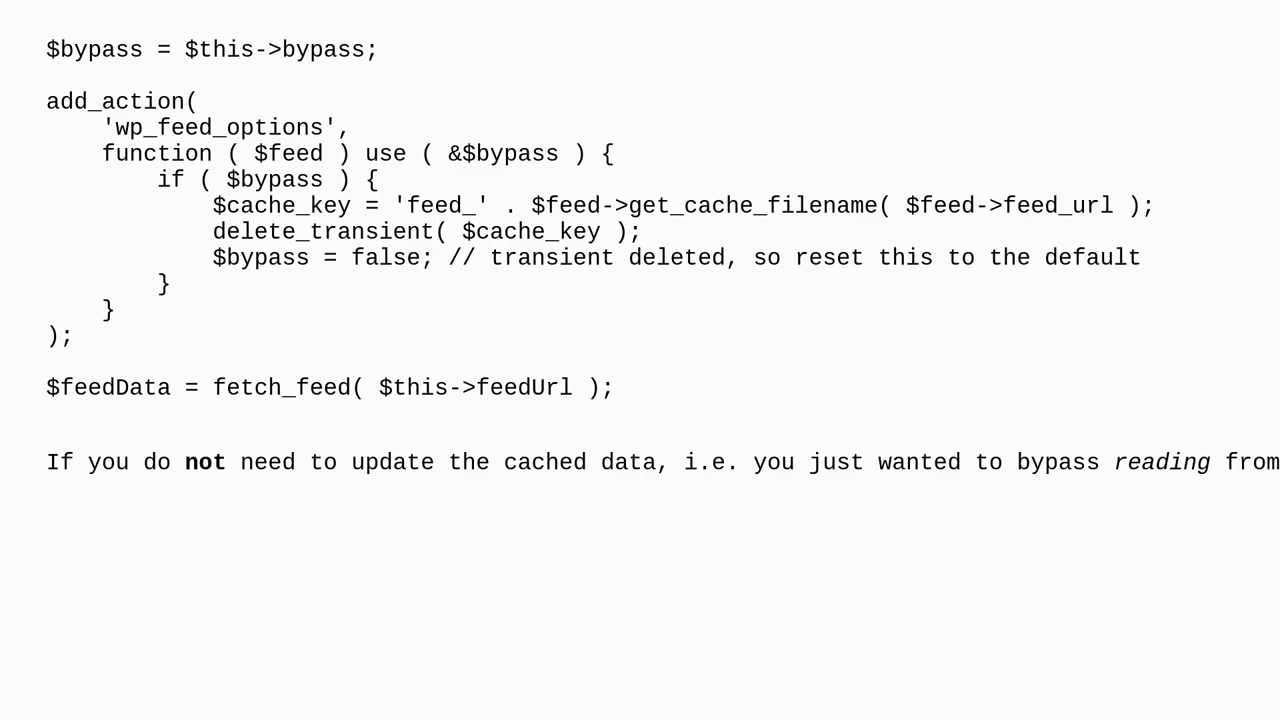 $bypass = $this->bypass;

add_action(
    'wp_feed_options',
    function ( $feed ) use ( &$bypass ) {
        if ( $bypass ) {
            $cache_key = 'feed_' . $feed->get_cache_filename( $feed->feed_url );
            delete_transient( $cache_key );
            $bypass = false; // transient deleted, so reset this to the default
        }
    }
);

$feedData = fetch_feed( $this->feedUrl );

If you do not need to update the cached data, i.e. you just wanted to bypass reading from